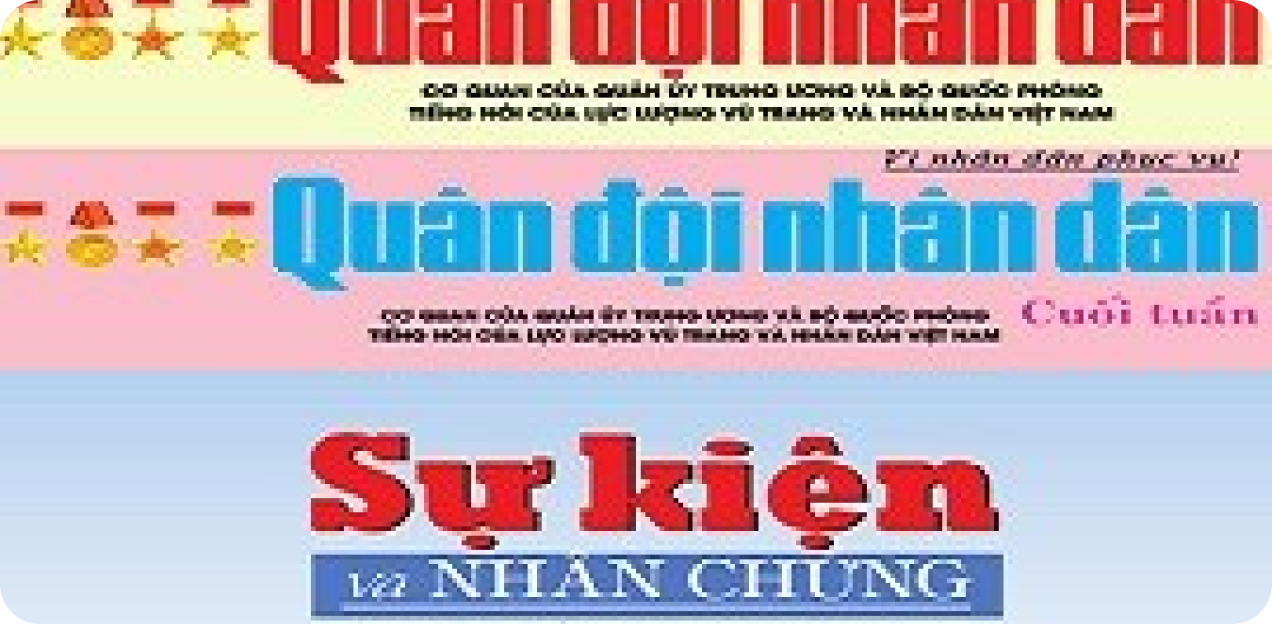 Quân đội nhân dân
CƠ QUAN CỦA QUÂN ỦY TRUNG ƯƠNG VÀ BỘ QUỐC PHÒNG
TIẾNG NÓI CỦA LỰC LƯỢNG VŨ TRANG VÀ NHÂN DÂN VIỆT NAM
Vì nhân dân phục vụ!
Quân đội nhân dân
CƠ QUAN CỦA QUÂN ỦY TRUNG ƯƠNG VÀ BỘ QUỐC PHÒNG
Cuối tuần
TIẾNG NÓI CỦA LỰC LƯỢNG VŨ TRANG VÀ NHÂN DÂN VIỆT NAM
Sự kiện
và NHÂN CHỨNG